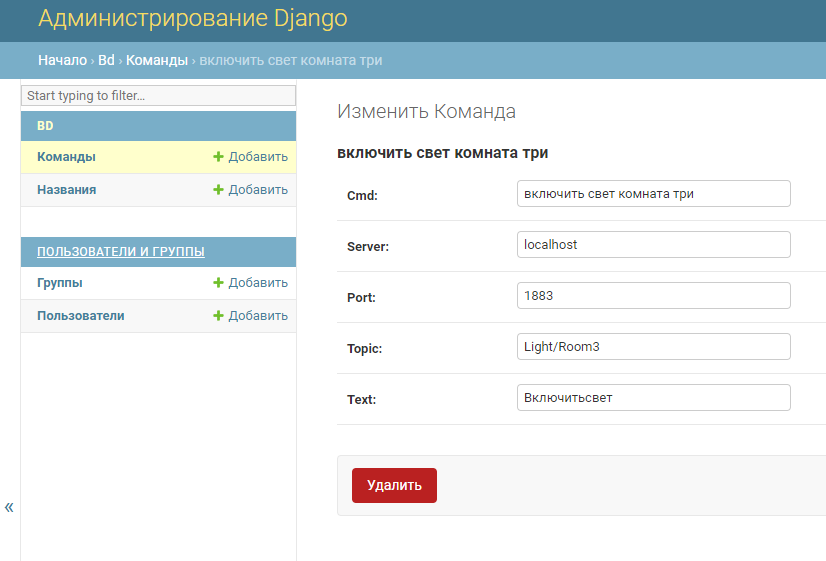 Администрирование Django
Начало › Bd › Команды › включить свет комната три
Start typing to filter...
BD
Команды + Добавить
Названия + Добавить
ПОЛЬЗОВАТЕЛИ И ГРУППЫ
Группы + Добавить
Пользователи + Добавить
«
Изменить Команда
включить свет комната три
Cmd: включить свет комната три
Server: localhost
Port: 1883
Topic: Light/Room3
Text: Включитьсвет
Удалить